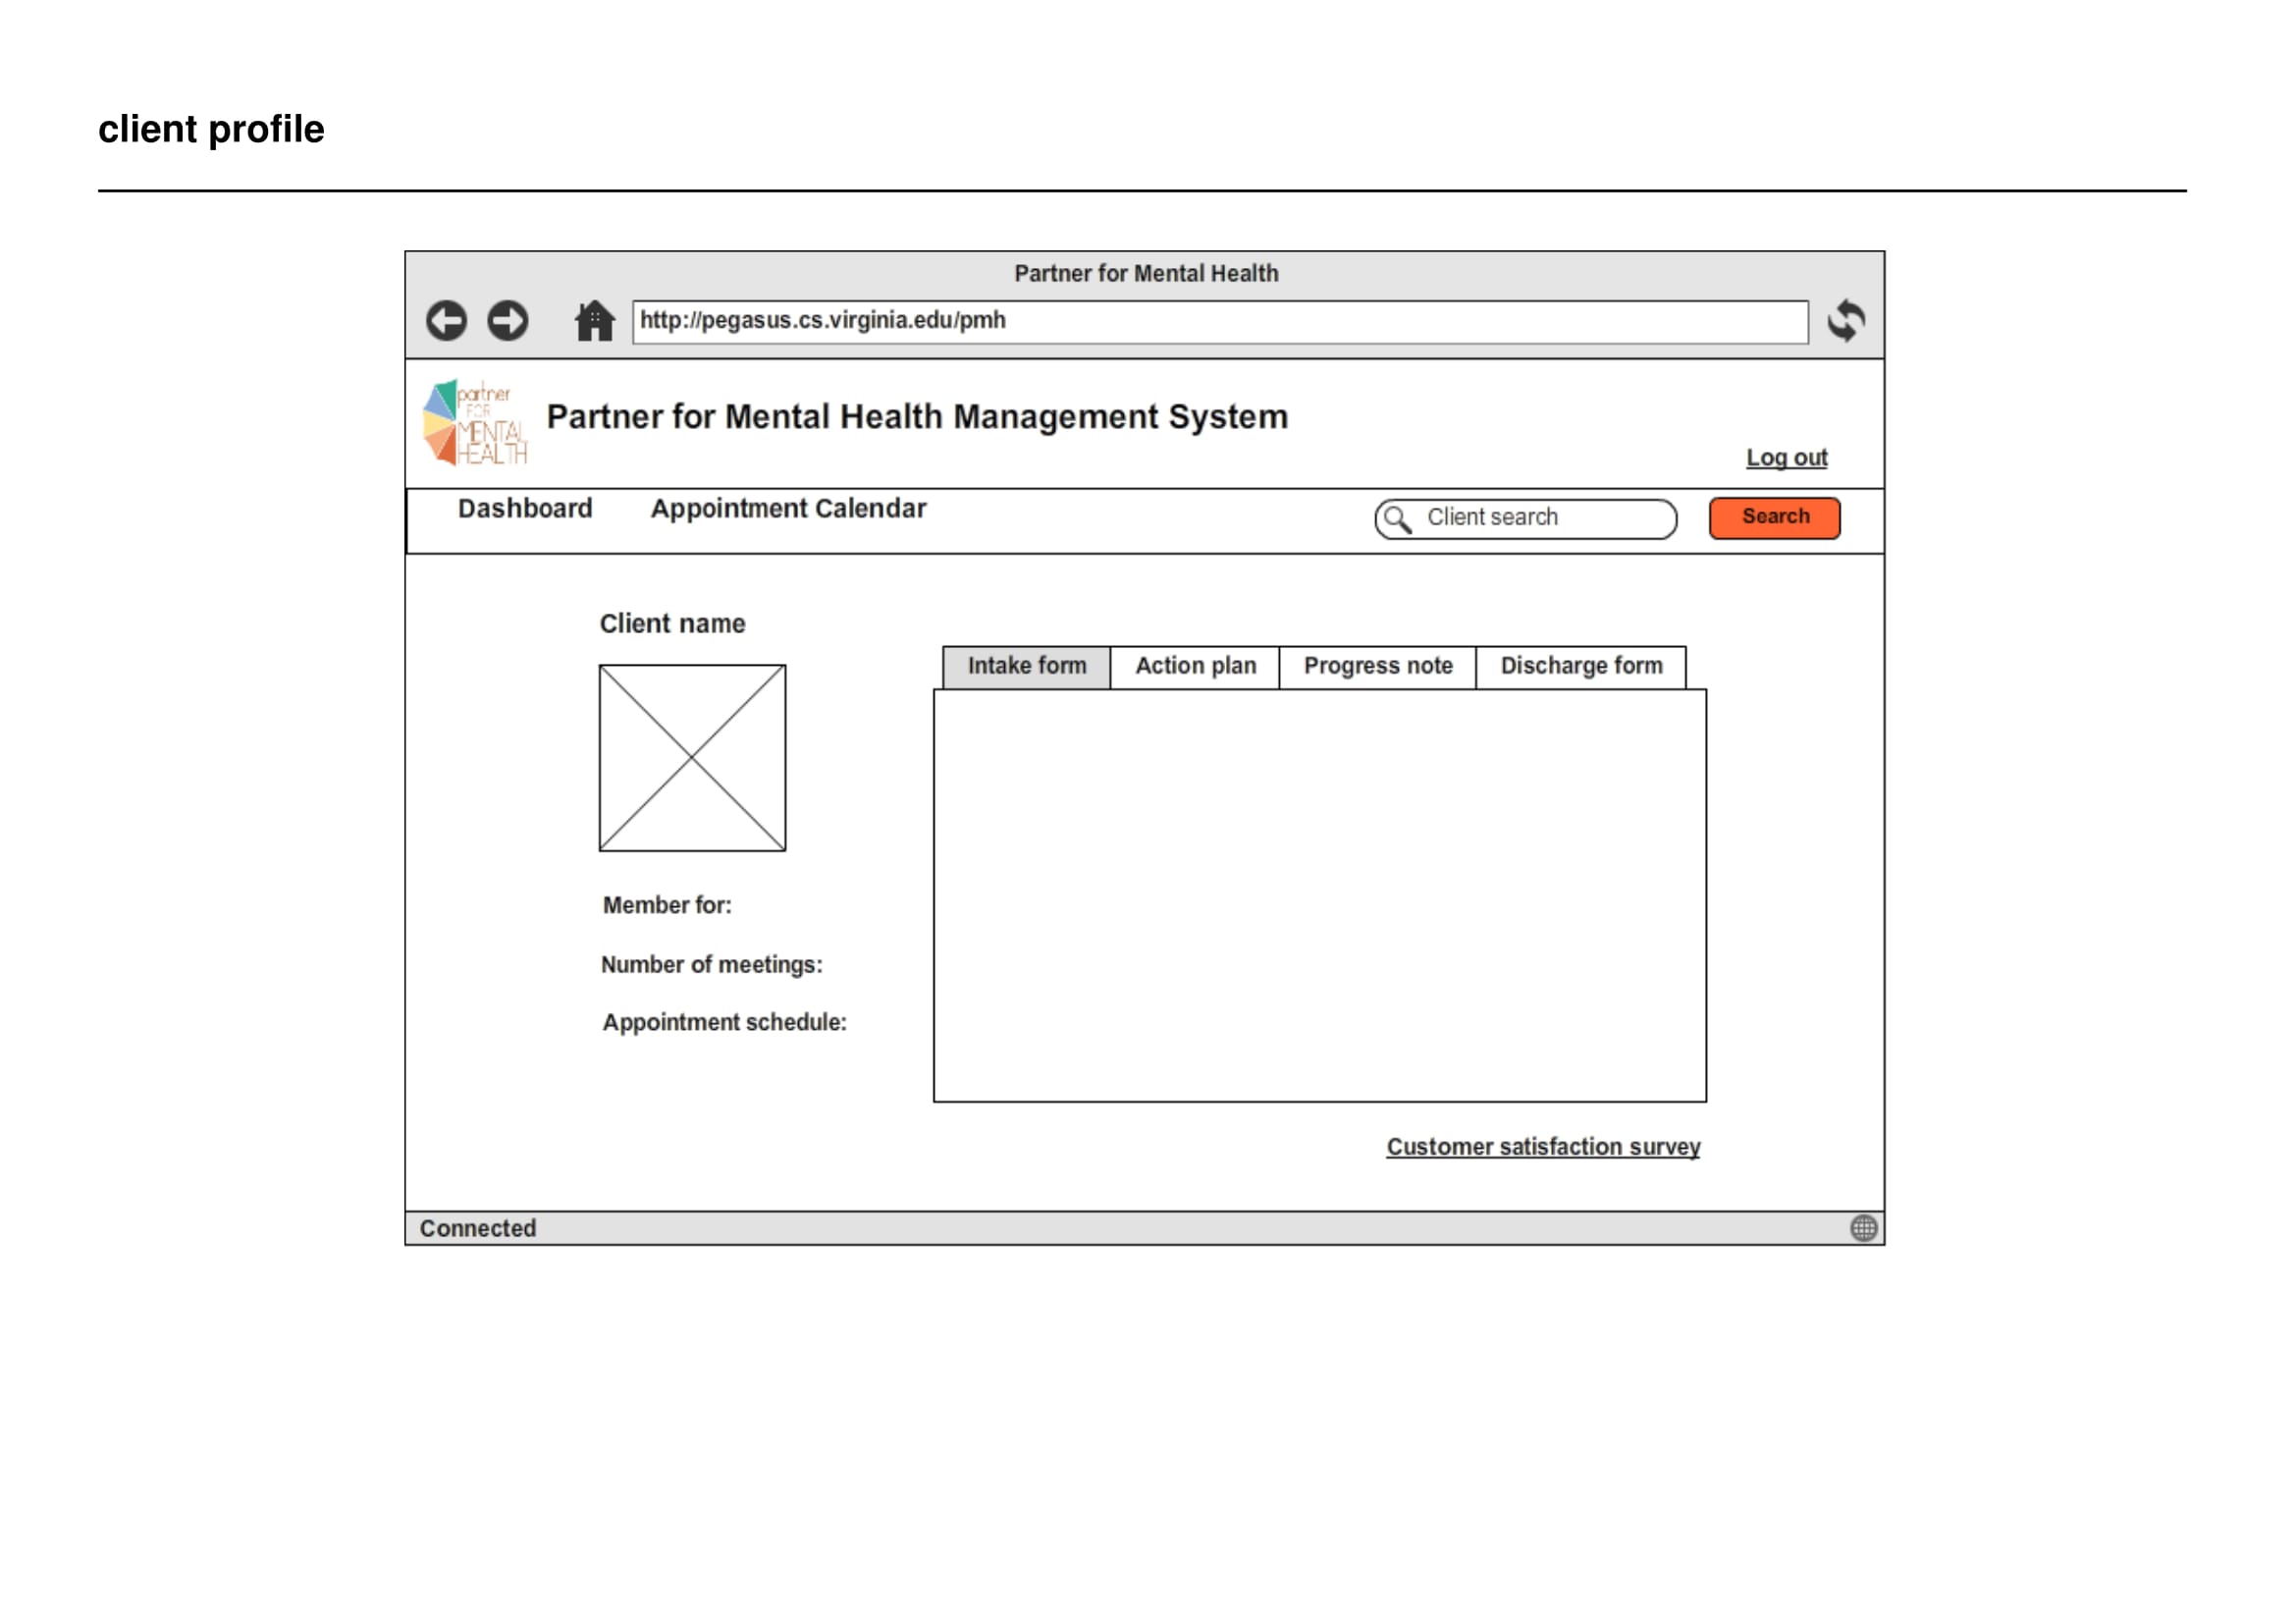 client profile
Partner for Mental Health
http://pegasus.cs.virginia.edu/pmh
partner
FOR
MENTAL
HEALTH
Partner for Mental Health Management System
Log out
Dashboard Appointment Calendar Client search Search
Client name
Intake form Action plan Progress note Discharge form
Member for:
Number of meetings:
Appointment schedule:
Customer satisfaction survey
Connected